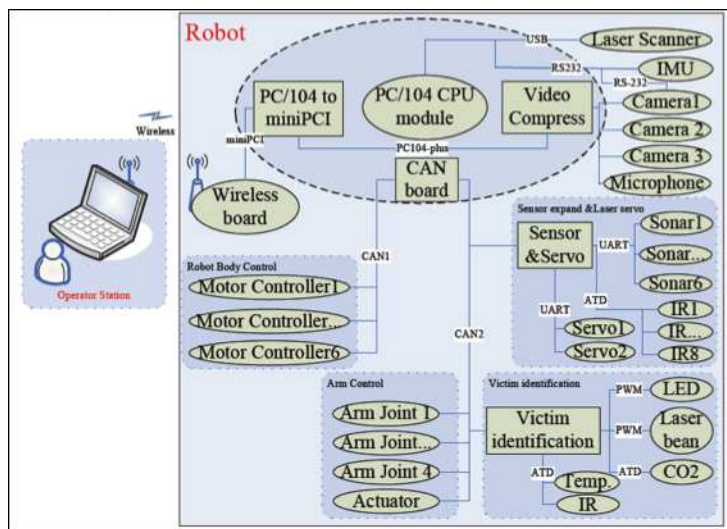 Robot
USB
Laser Scanner
RS232
IMU
RS-232
PC/104 to
miniPCI
PC/104 CPU
module
Video
Compress
Camera1
Camera 2
Camera 3
Microphone
Wireless
miniPCI
PC104-plus
CAN
board
Wireless
board
Operator Station
Sensor expand &Laser servo
Sensor
&Servo
UART
Sonar1
Sonar...
Sonar6
ATD
UART
IR1
IR...
IR8
Servo1
Servo2
CAN1
Robot Body Control
Motor Controller1
Motor Controller..
Motor Controller6
CAN2
Arm Control
Arm Joint 1
Arm Joint...
Arm Joint 4
Actuator
Victim identification
Victim
identification
PWM
LED
PWM
Laser
bean
ATD
CO2
ATD
Temp.
IR